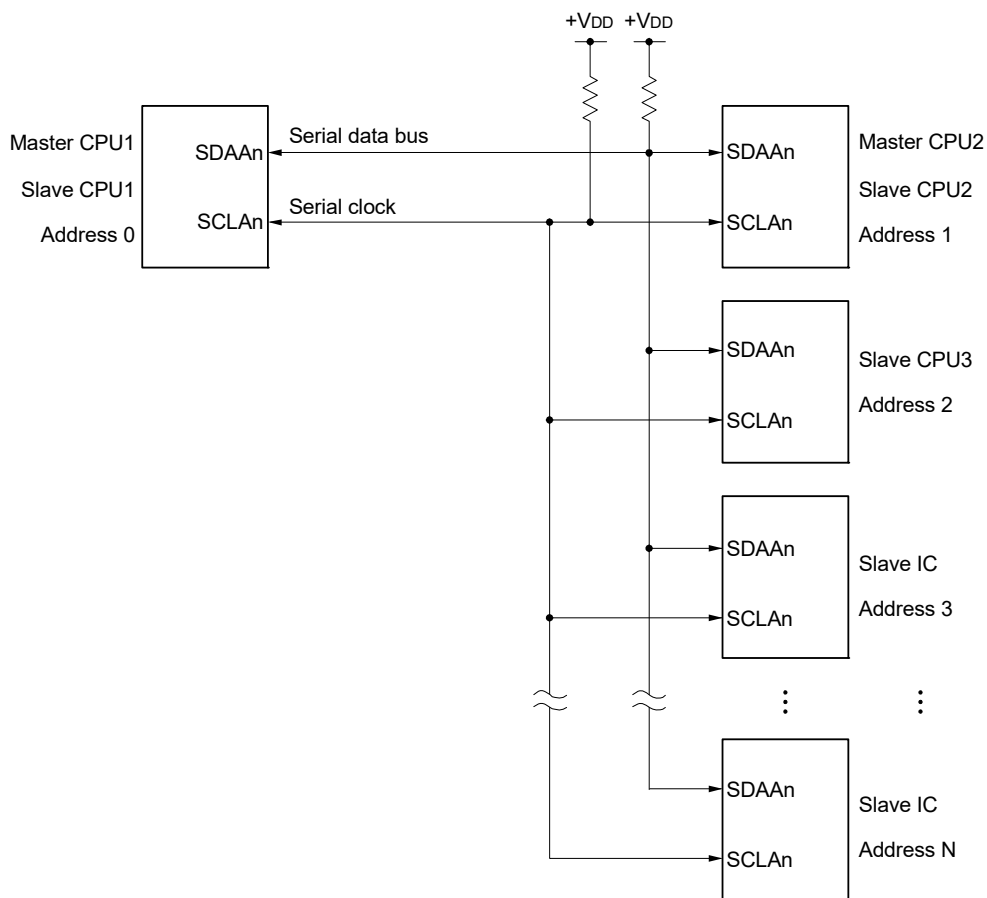 +VDD +VDD
Master CPU1
Slave CPU1
Address 0
SDAAn
SCLAn
Serial data bus
Serial clock
SDAAn
SCLAn
Master CPU2
Slave CPU2
Address 1
SDAAn
SCLAn
Slave CPU3
Address 2
SDAAn
SCLAn
Slave IC
Address 3
SDAAn
SCLAn
Slave IC
Address N